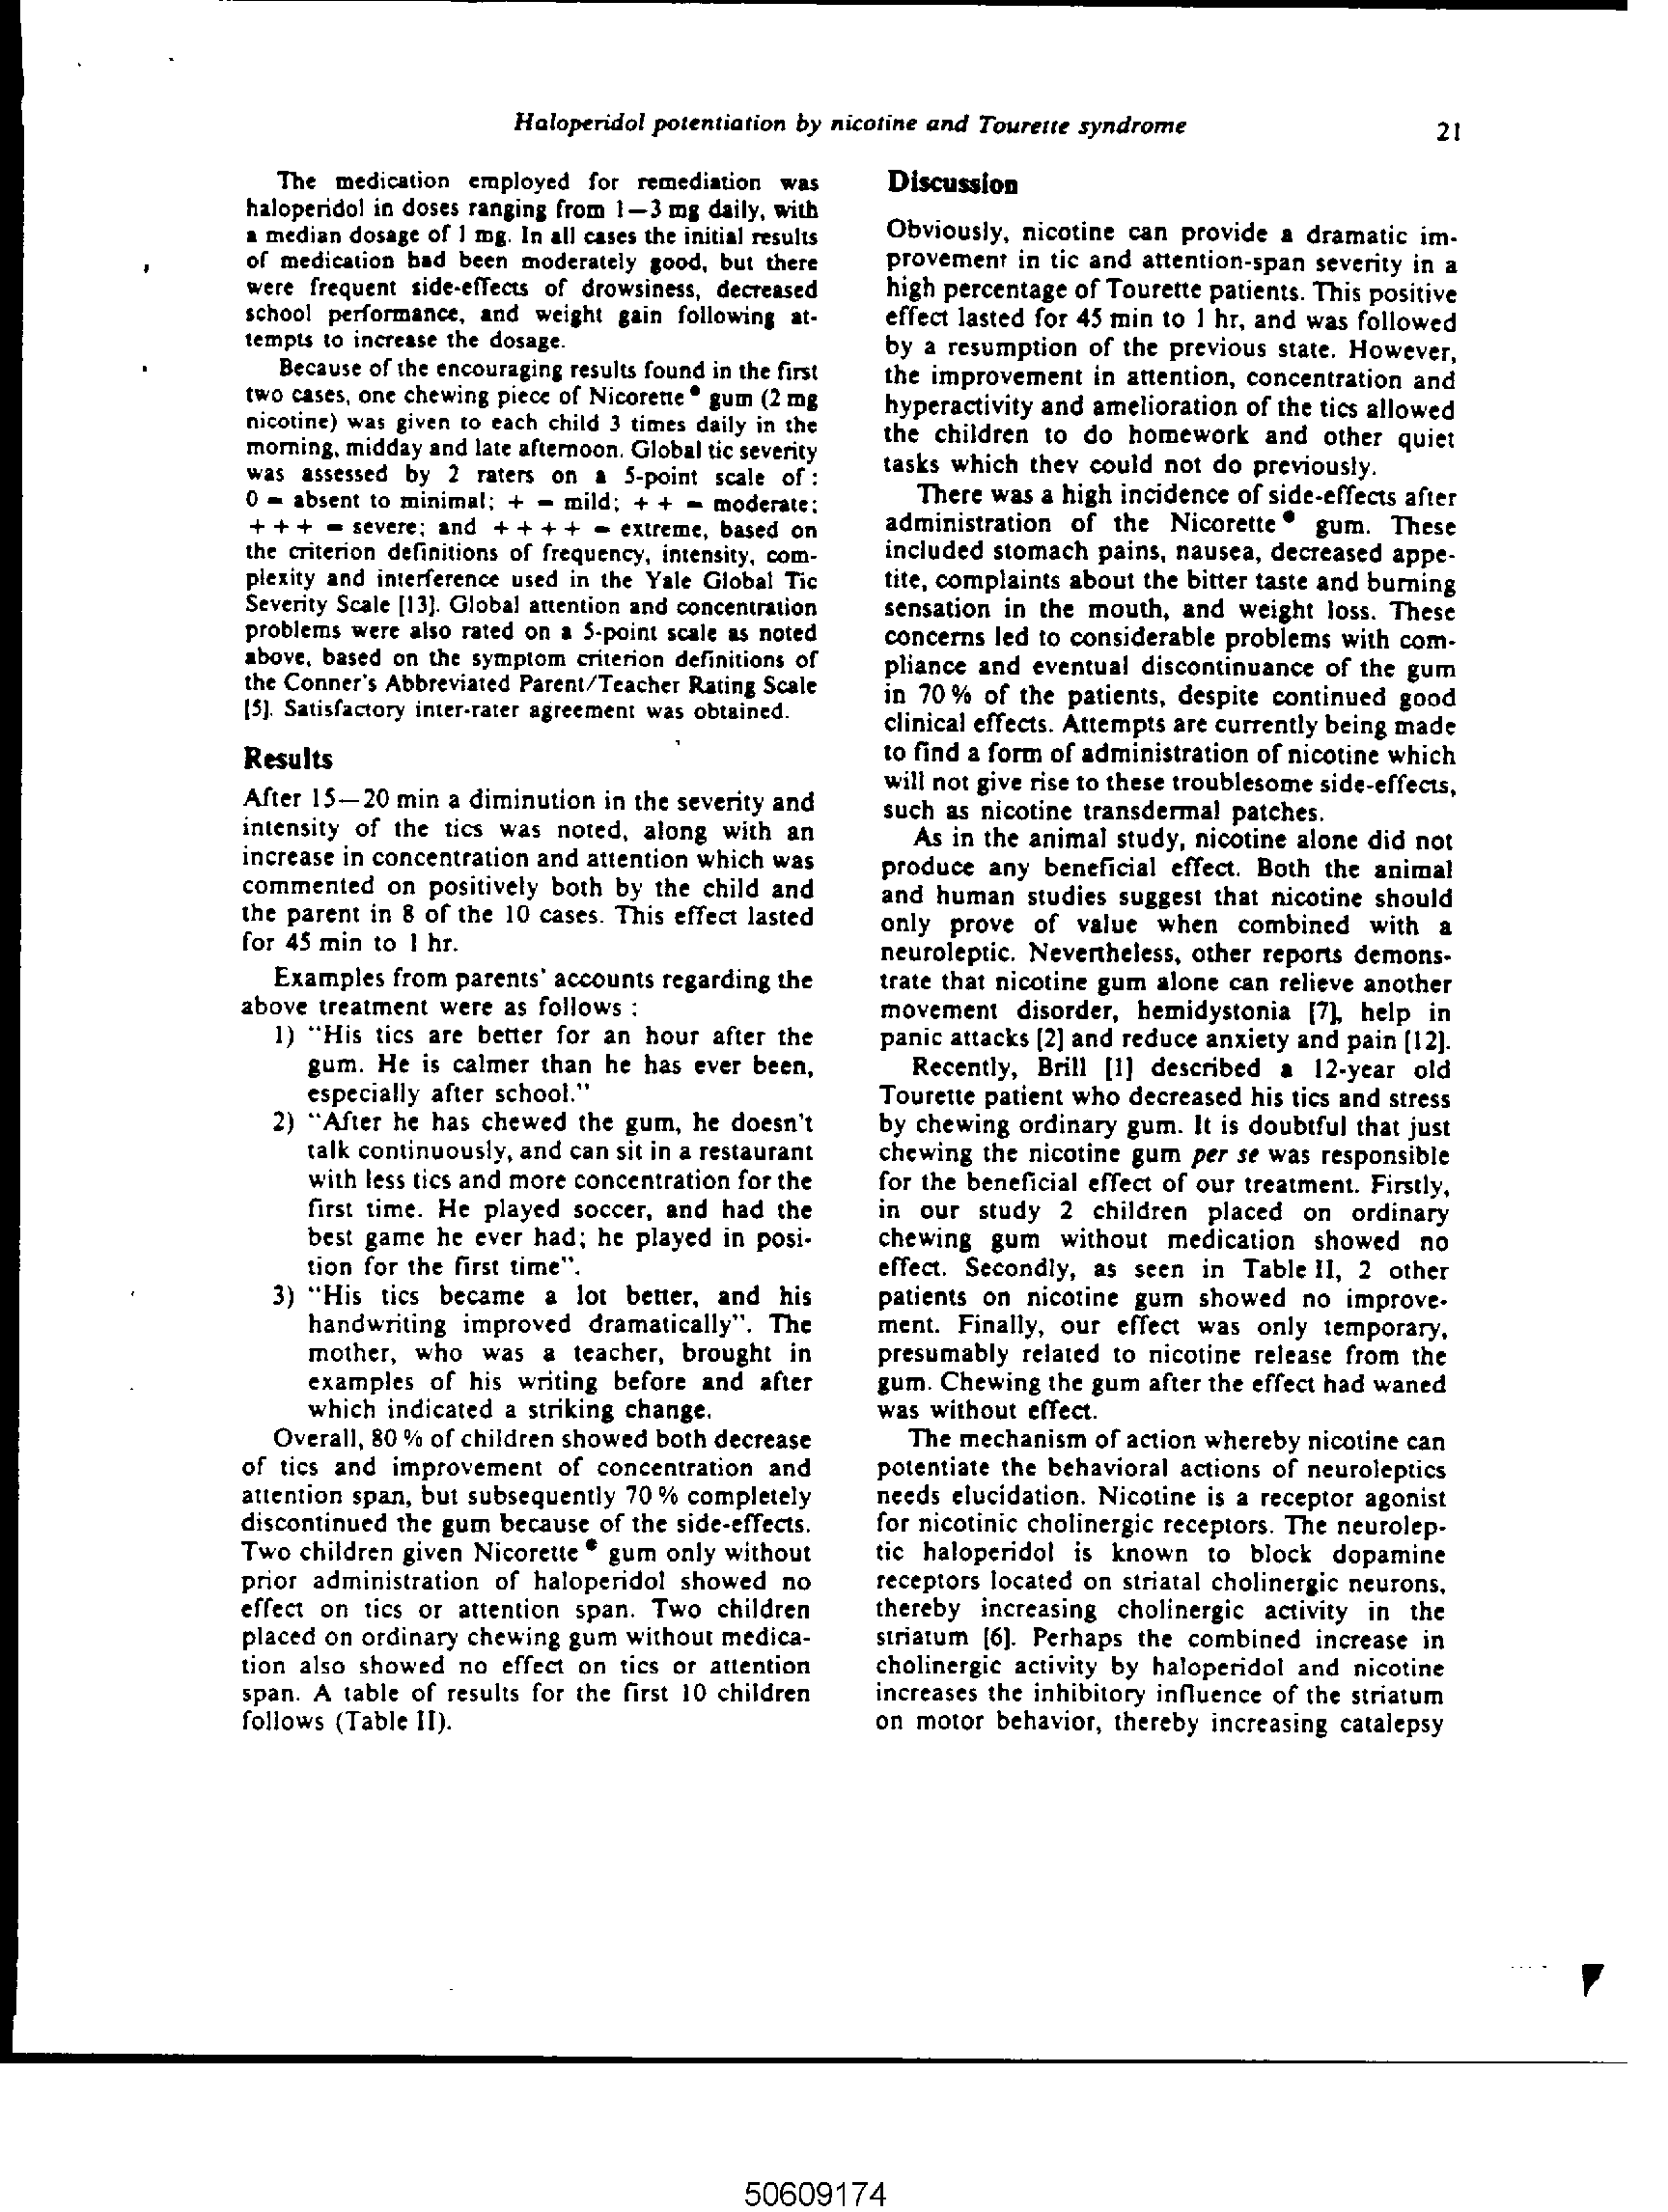 Haloperidol potentiation by nicotine and Tourette syndrome
21
The medication employed for remediation was
haloperidol in doses ranging from 1—3 mg daily, with
a median dosage of 1 mg. In all cases the initial results
of medication had been moderately good, but there
were frequent side-effects of drowsiness, decreased
school performance, and weight gain following at-
tempts to increase the dosage.
Because of the encouraging results found in the first
two cases, one chewing piece of Nicorette® gum (2 mg
nicotine) was given to each child 3 times daily in the
morning, midday and late afternoon. Global tic severity
was assessed by 2 raters on a 5-point scale of :
0 = absent to minimal; + = mild; + + = moderate;
+ + + = severe; and + + + + = extreme, based on
the criterion definitions of frequency, intensity, com-
plexity and interference used in the Yale Global Tic
Severity Scale [13]. Global attention and concentration
problems were also rated on a 5-point scale as noted
above, based on the symptom criterion definitions of
the Conner's Abbreviated Parent/Teacher Rating Scale
[5]. Satisfactory inter-rater agreement was obtained.
Results
After 15—20 min a diminution in the severity and
intensity of the tics was noted, along with an
increase in concentration and attention which was
commented on positively both by the child and
the parent in 8 of the 10 cases. This effect lasted
for 45 min to 1 hr.
Examples from parents' accounts regarding the
above treatment were as follows :
1) "His tics are better for an hour after the
gum. He is calmer than he has ever been,
especially after school."
2) "After he has chewed the gum, he doesn't
talk continuously, and can sit in a restaurant
with less tics and more concentration for the
first time. He played soccer, and had the
best game he ever had; he played in posi-
tion for the first time".
3) "His tics became a lot better, and his
handwriting improved dramatically". The
mother, who was a teacher, brought in
examples of his writing before and after
which indicated a striking change.
Overall, 80 % of children showed both decrease
of tics and improvement of concentration and
attention span, but subsequently 70 % completely
discontinued the gum because of the side-effects.
Two children given Nicorette® gum only without
prior administration of haloperidol showed no
effect on tics or attention span. Two children
placed on ordinary chewing gum without medica-
tion also showed no effect on tics or attention
span. A table of results for the first 10 children
follows (Table II).
Discussion
Obviously, nicotine can provide a dramatic im-
provement in tic and attention-span severity in a
high percentage of Tourette patients. This positive
effect lasted for 45 min to 1 hr, and was followed
by a resumption of the previous state. However,
the improvement in attention, concentration and
hyperactivity and amelioration of the tics allowed
the children to do homework and other quiet
tasks which they could not do previously.
There was a high incidence of side-effects after
administration of the Nicorette® gum. These
included stomach pains, nausea, decreased appe-
tite, complaints about the bitter taste and burning
sensation in the mouth, and weight loss. These
concerns led to considerable problems with com-
pliance and eventual discontinuance of the gum
in 70 % of the patients, despite continued good
clinical effects. Attempts are currently being made
to find a form of administration of nicotine which
will not give rise to these troublesome side-effects,
such as nicotine transdermal patches.
As in the animal study, nicotine alone did not
produce any beneficial effect. Both the animal
and human studies suggest that nicotine should
only prove of value when combined with a
neuroleptic. Nevertheless, other reports demons-
trate that nicotine gum alone can relieve another
movement disorder, hemidystonia [7], help in
panic attacks [2] and reduce anxiety and pain [12].
Recently, Brill [1] described a 12-year old
Tourette patient who decreased his tics and stress
by chewing ordinary gum. It is doubtful that just
chewing the nicotine gum per se was responsible
for the beneficial effect of our treatment. Firstly,
in our study 2 children placed on ordinary
chewing gum without medication showed no
effect. Secondly, as seen in Table II, 2 other
patients on nicotine gum showed no improve-
ment. Finally, our effect was only temporary,
presumably related to nicotine release from the
gum. Chewing the gum after the effect had waned
was without effect.
The mechanism of action whereby nicotine can
potentiate the behavioral actions of neuroleptics
needs elucidation. Nicotine is a receptor agonist
for nicotinic cholinergic receptors. The neurolep-
tic haloperidol is known to block dopamine
receptors located on striatal cholinergic neurons,
thereby increasing cholinergic activity in the
striatum [6]. Perhaps the combined increase in
cholinergic activity by haloperidol and nicotine
increases the inhibitory influence of the striatum
on motor behavior, thereby increasing catalepsy
50609174